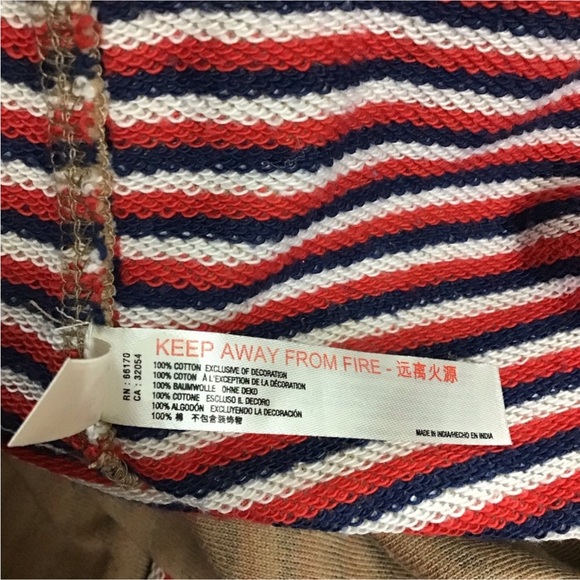 KEEP AWAY FROM FIRE - 远离火源
RN : 66170
CA : 32054
100% COTTON EXCLUSIVE OF DECORATION
100% COTON À L'EXCEPTION DE LA DÉCORATION
100% BAUMWOLLE OHNE DEKO
100% COTONE ESCLUSO IL DECORO
100% ALGODÓN EXCLUYENDO LA DECORACIÓN
100% 棉 不包含装饰物
MADE IN INDIA/HECHO EN INDIA